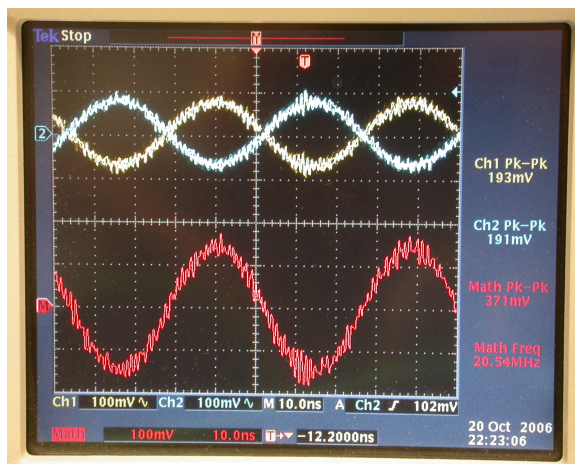 Tek Stop
T
T
2
Ch1 Pk-Pk
193mV
Ch2 Pk-Pk
191mV
Math Pk-Pk
371mV
M
Math Freq
20.54MHz
Ch1 100mV Ch2 100mV M 10.0ns A Ch2 102mV
Math 100mV 10.0ns T -12.2000ns
20 Oct 2006
22:23:06